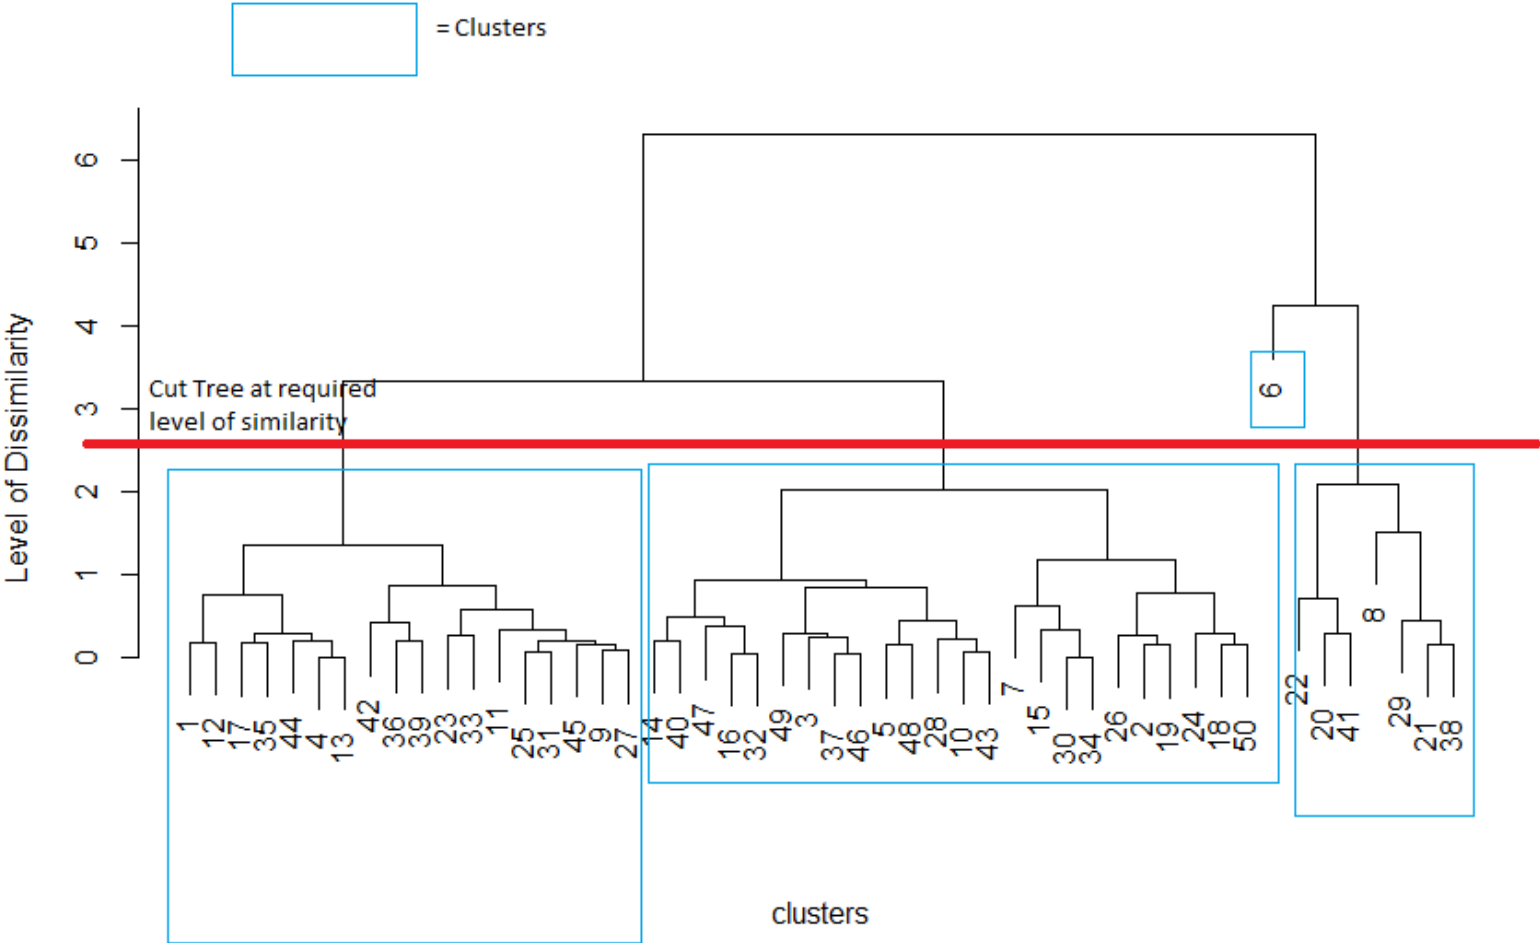 = Clusters
Level of Dissimilarity
6
5
4
3
2
1
0
Cut Tree at required
level of similarity
6
1 12 17 35 44 4 13 42 36 39 23 33 11 25 31 45 9 27 14 40 47 16 32 49 3 37 46 5 48 28 10 43 7 15 30 34 26 2 19 24 18 50 22 20 41 8 29 21 38
clusters